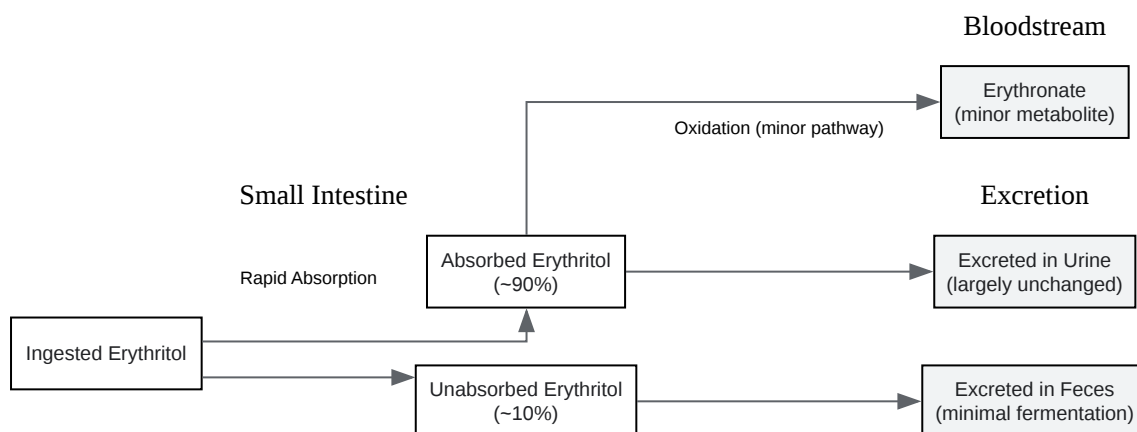 Bloodstream
Erythronate
(minor metabolite)
Oxidation (minor pathway)
Small Intestine
Excretion
Rapid Absorption
Absorbed Erythritol
(~90%)
Excreted in Urine
(largely unchanged)
Ingested Erythritol
Unabsorbed Erythritol
(~10%)
Excreted in Feces
(minimal fermentation)